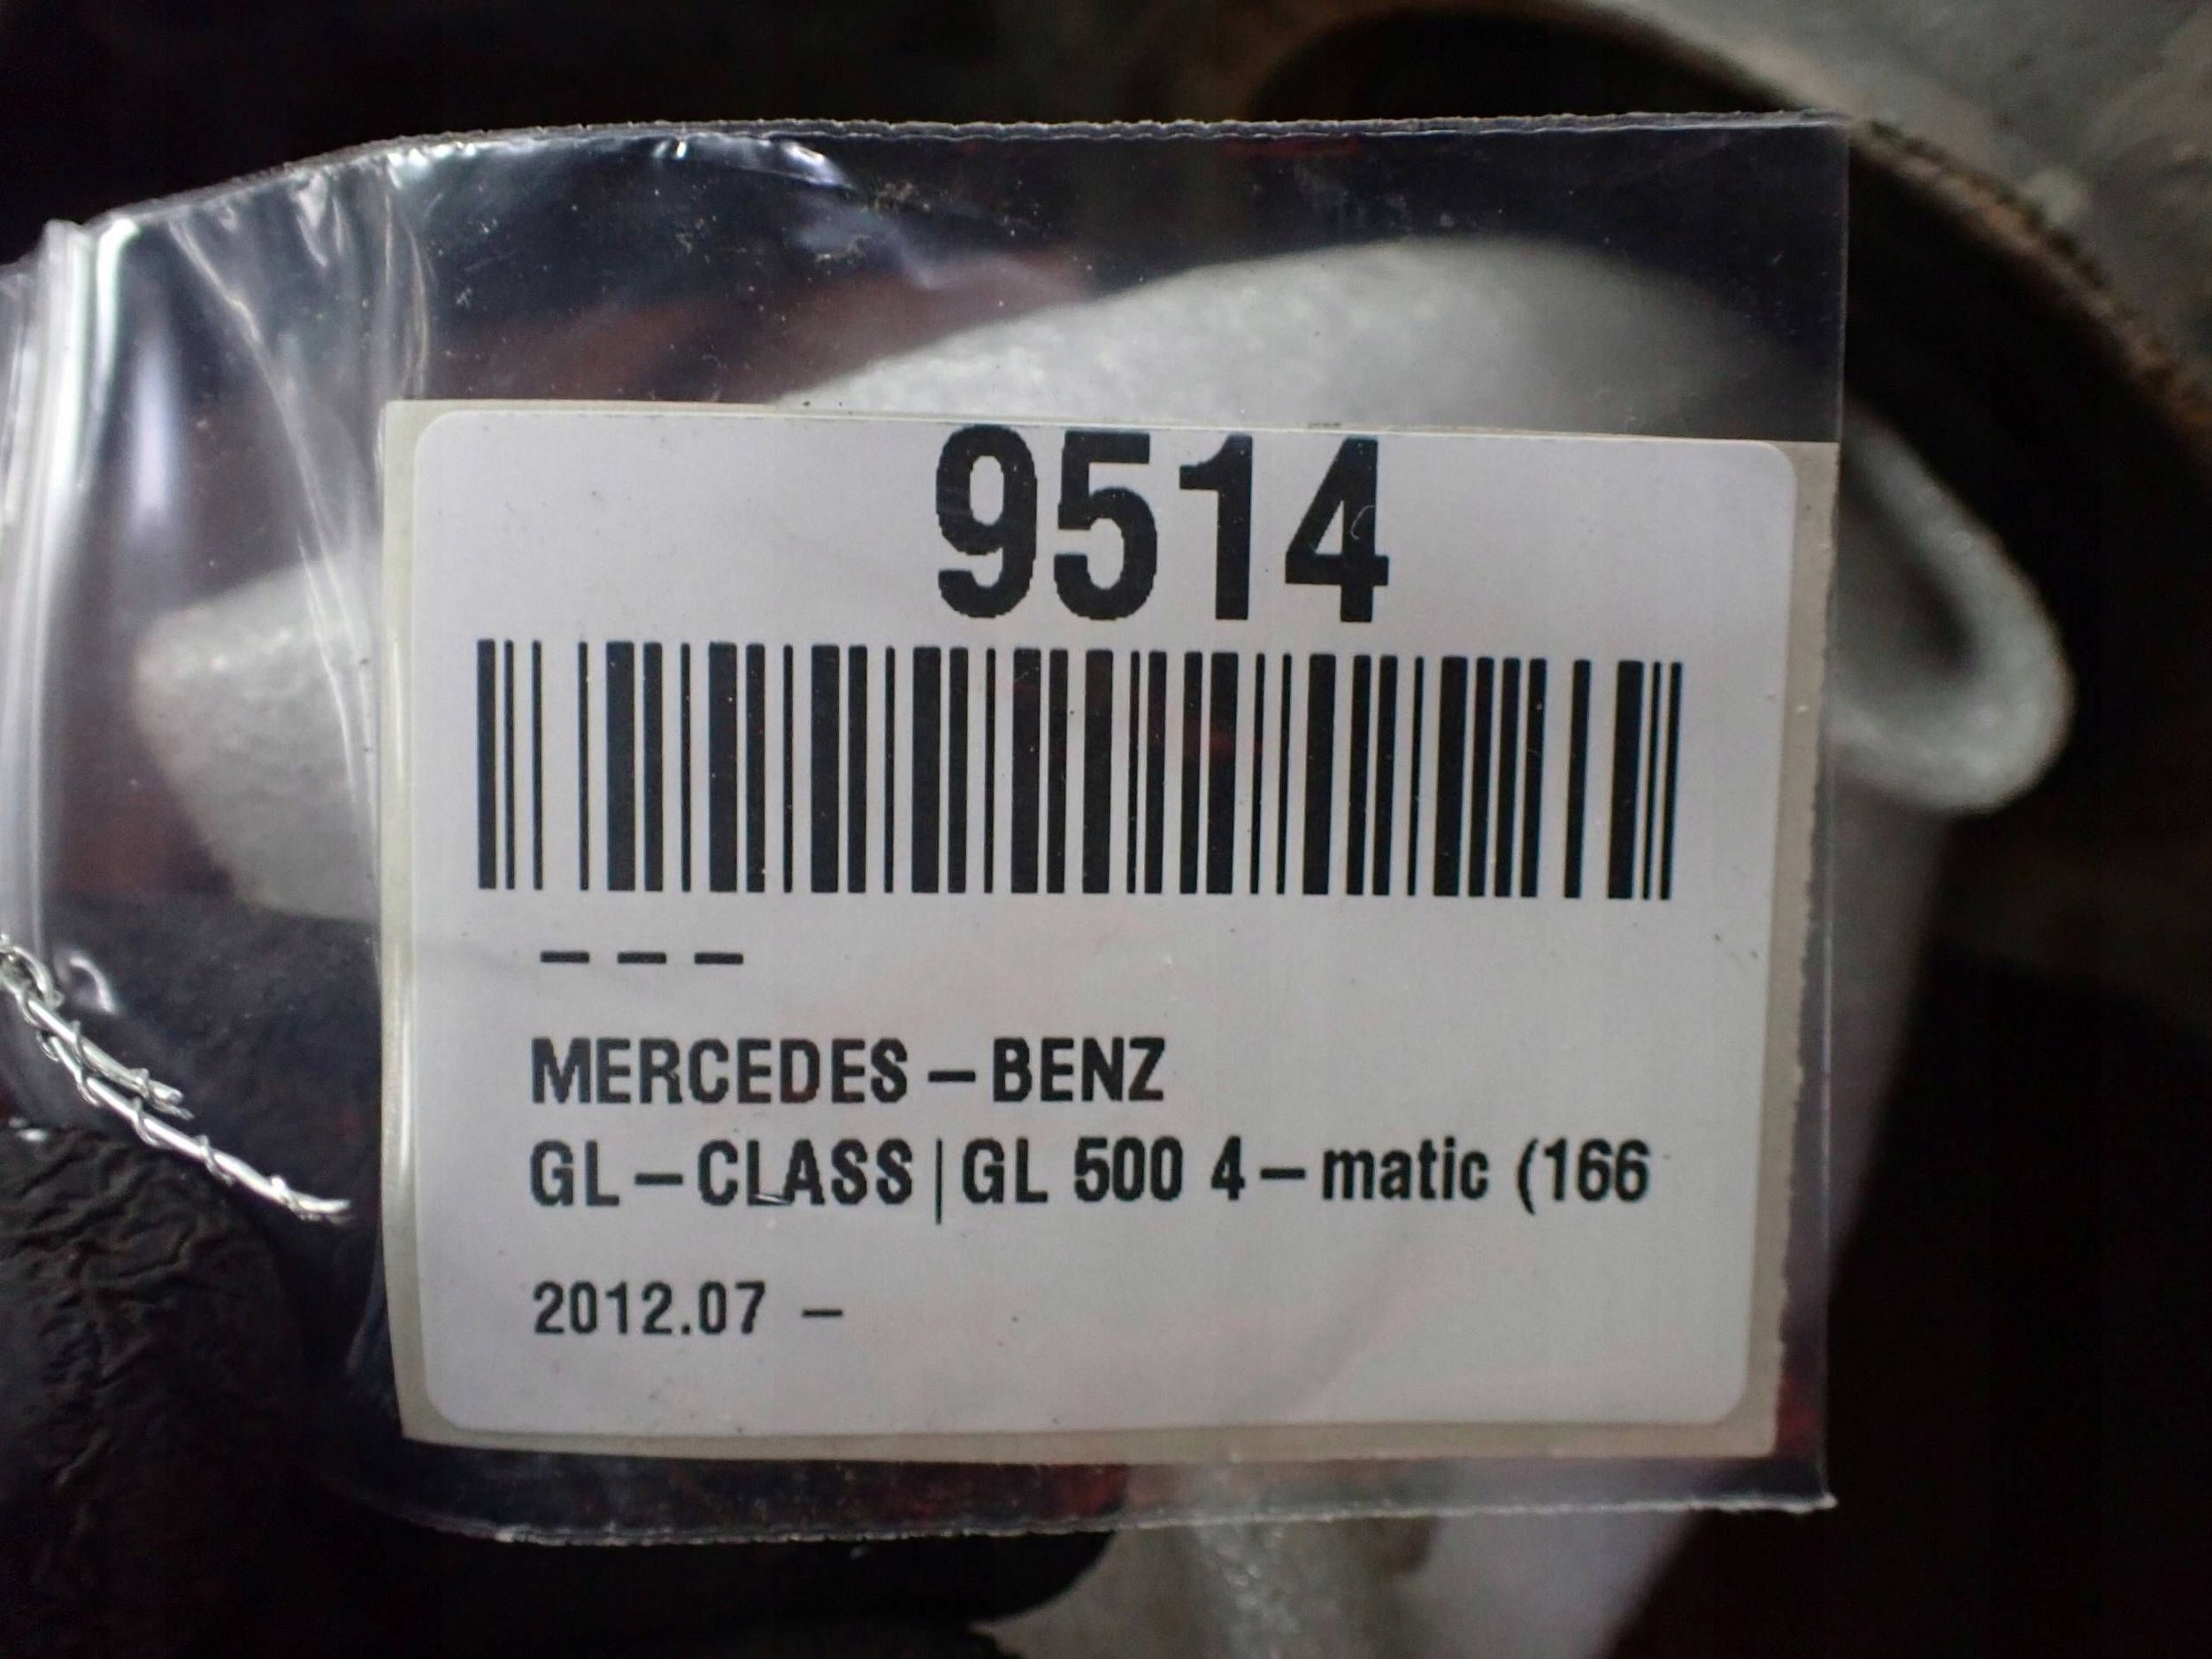 9514
– – –
MERCEDES–BENZ
GL–CLASS|GL 500 4–matic (166
2012.07 –